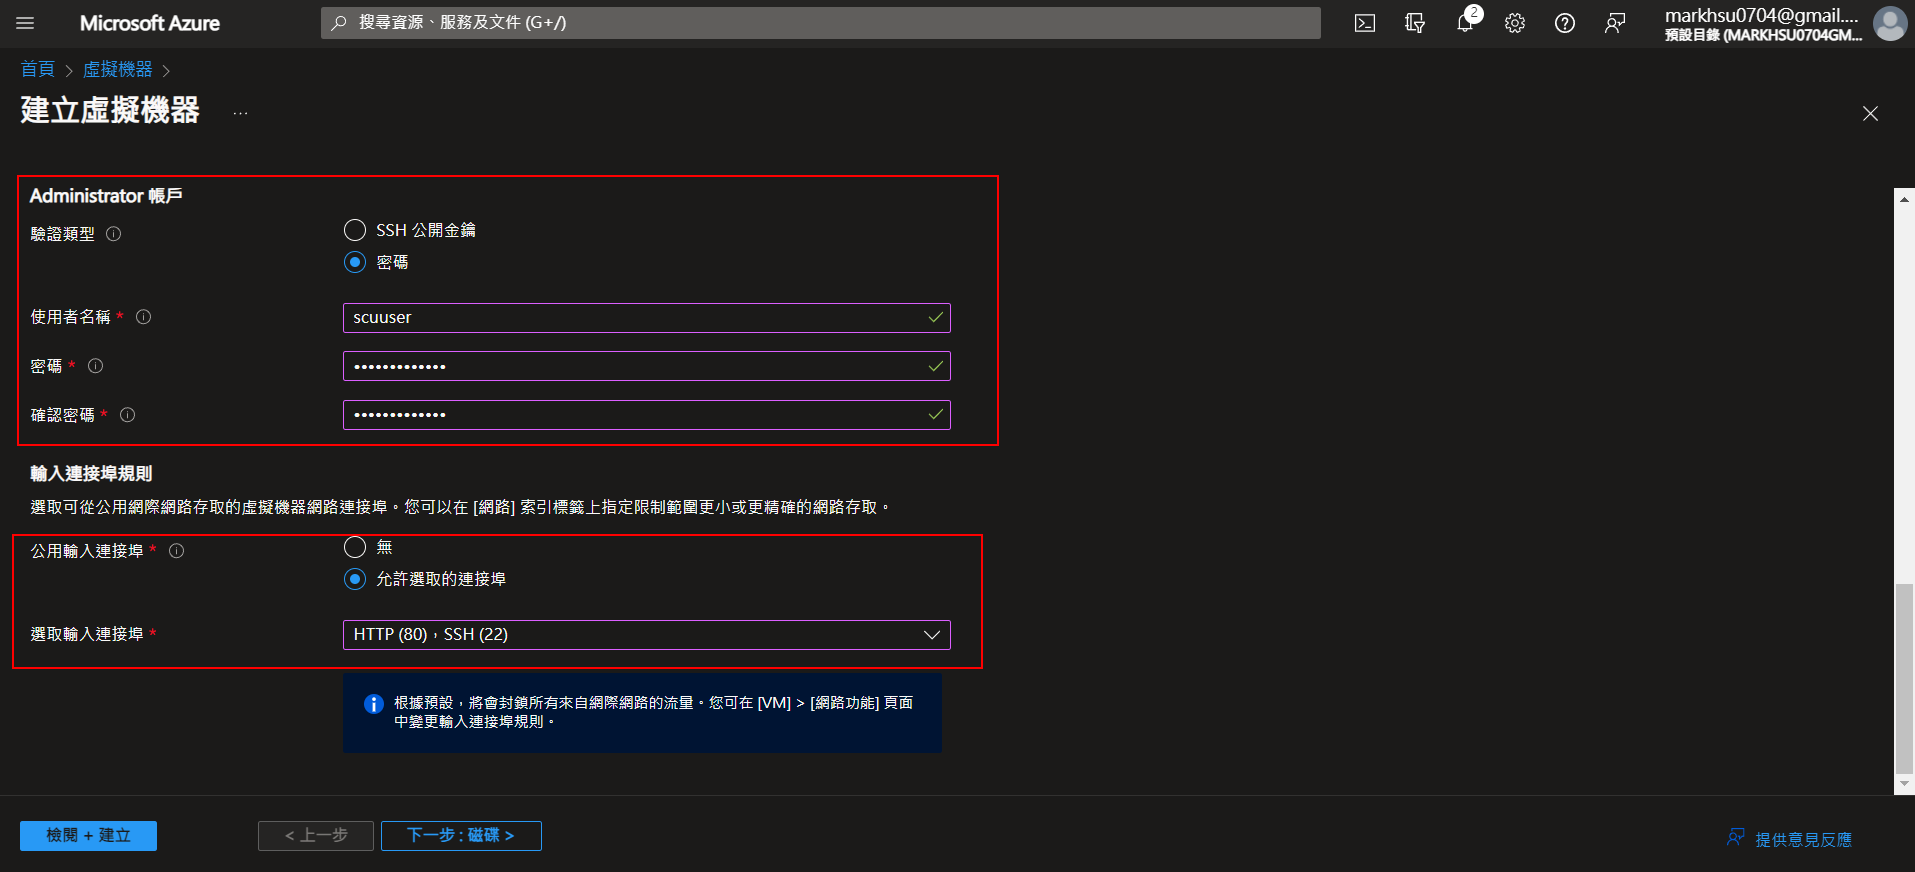 Microsoft Azure
搜尋資源、服務及文件 (G+/)
2
markhsu0704@gmail....
預設目錄 (MARKHSU0704GM...
首頁 > 虛擬機器 >
建立虛擬機器 ...
Administrator 帳戶
驗證類型
SSH 公開金鑰
密碼
使用者名稱 *
scuuser
密碼 *
•••••••••••••
確認密碼 *
•••••••••••••
輸入連接埠規則
選取可從公用網際網路存取的虛擬機器網路連接埠。您可以在 [網路] 索引標籤上指定限制範圍更小或更精確的網路存取。
公用輸入連接埠 *
無
允許選取的連接埠
選取輸入連接埠 *
HTTP (80)，SSH (22)
根據預設，將會封鎖所有來自網際網路的流量。您可在 [VM] > [網路功能] 頁面
中變更輸入連接埠規則。
檢閱 + 建立
< 上一步
下一步 : 磁碟 >
提供意見反應